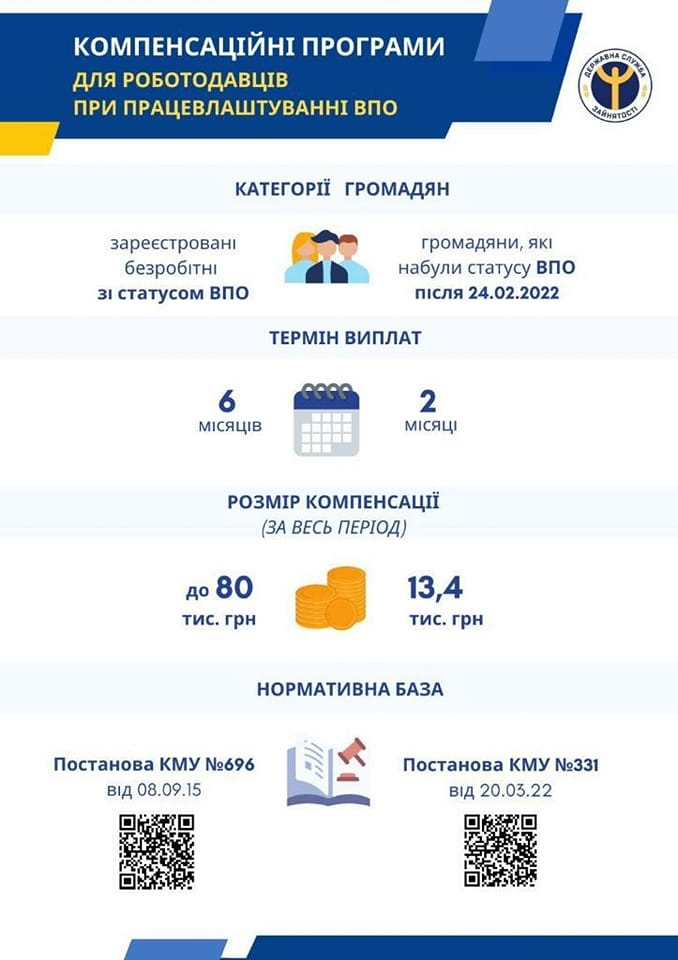 КОМПЕНСАЦІЙНІ ПРОГРАМИ
ДЛЯ РОБОТОДАВЦІВ
ПРИ ПРАЦЕВЛАШТУВАННІ ВПО
ДЕРЖАВНА СЛУЖБА
ЗАЙНЯТОСТІ
КАТЕГОРІЇ ГРОМАДЯН
зареєстровані
безробітні
зі статусом ВПО
громадяни, які
набули статусу ВПО
після 24.02.2022
ТЕРМІН ВИПЛАТ
6
місяців
2
місяці
РОЗМІР КОМПЕНСАЦІЇ
(ЗА ВЕСЬ ПЕРІОД)
до 80
тис. грн
13,4
тис. грн
НОРМАТИВНА БАЗА
Постанова КМУ №696
від 08.09.15
Постанова КМУ №331
від 20.03.22